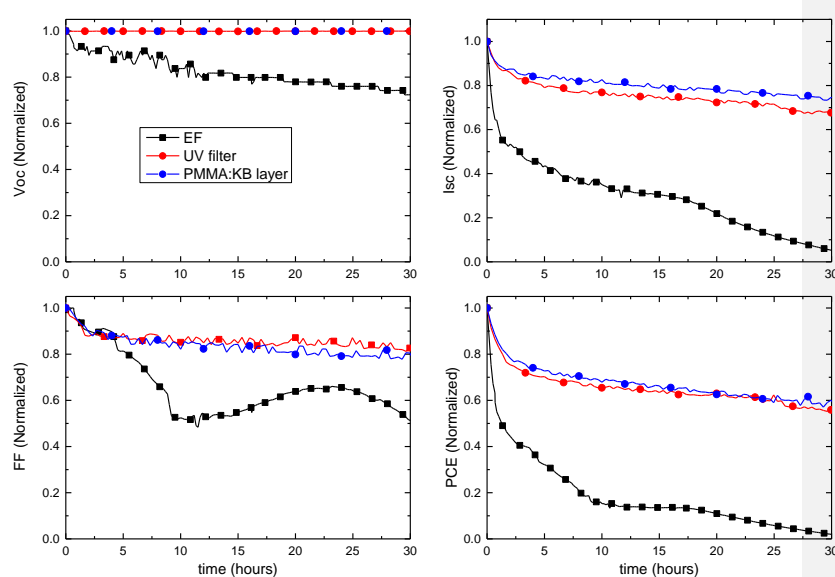 1.0
0.8
0.6
0.4
0.2
0.0
Voc (Normalized)
EF
UV filter
PMMA:KB layer
0 5 10 15 20 25 30
time (hours)
1.0
0.8
0.6
0.4
0.2
0.0
Isc (Normalized)
0 5 10 15 20 25 30
time (hours)
1.0
0.8
0.6
0.4
0.2
0.0
FF (Normalized)
0 5 10 15 20 25 30
time (hours)
1.0
0.8
0.6
0.4
0.2
0.0
PCE (Normalized)
0 5 10 15 20 25 30
time (hours)